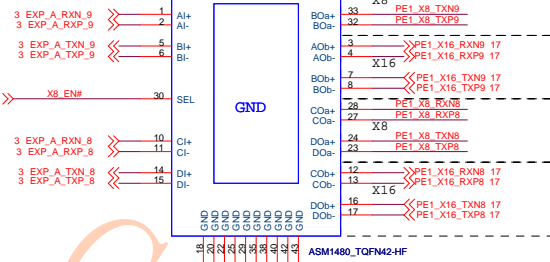 X8
3 EXP_A_RXN_9 1 AI+ BOa+ 33 PE1_X8_TXN9
3 EXP_A_RXP_9 2 AI- BOa- 32 PE1_X8_TXP9
3 EXP_A_TXN_9 5 BI+ AOb+ 3 PE1_X16_RXN9 17
3 EXP_A_TXP_9 6 BI- AOb- 4 PE1_X16_RXP9 17
X16
BOb+ 7 PE1_X16_TXN9 17
BOb- 8 PE1_X16_TXP9 17
X8_EN# 30 SEL
GND
COa+ 28 PE1_X8_RXN8
COa- 27 PE1_X8_RXP8
X8
3 EXP_A_RXN_8 10 CI+ DOa+ 24 PE1_X8_TXN8
3 EXP_A_RXP_8 11 CI- DOa- 23 PE1_X8_TXP8
3 EXP_A_TXN_8 14 DI+ COb+ 12 PE1_X16_RXN8 17
3 EXP_A_TXP_8 15 DI- COb- 13 PE1_X16_RXP8 17
X16
DOb+ 16 PE1_X16_TXN8 17
DOb- 17 PE1_X16_TXP8 17
GND GND GND GND GND GND GND GND GND GND
18 20 22 25 29 35 38 40 42 43
ASM1480_TQFN42-HF